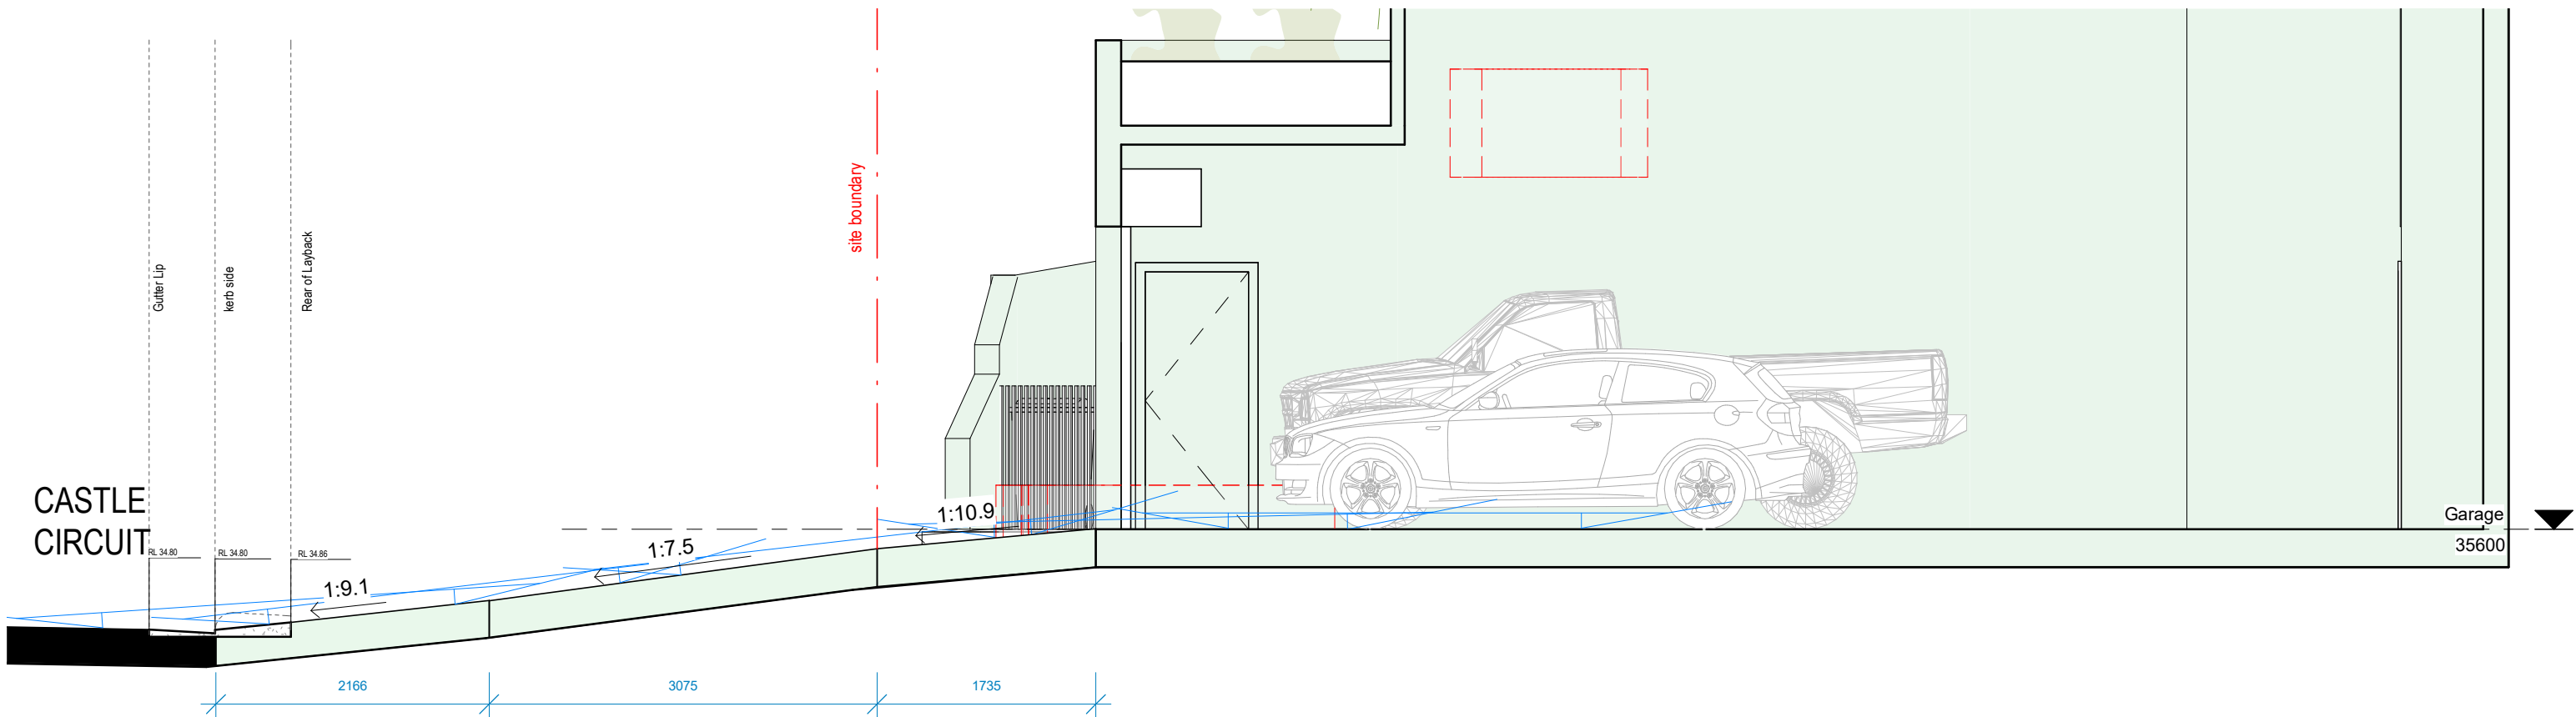 site boundary
Gutter Lip
kerb side
Rear of Layback
CASTLE
CIRCUIT
RL 34.80
RL 34.80
RL 34.86
1:9.1
1:7.5
1:10.9
Garage
35600
2166
3075
1735